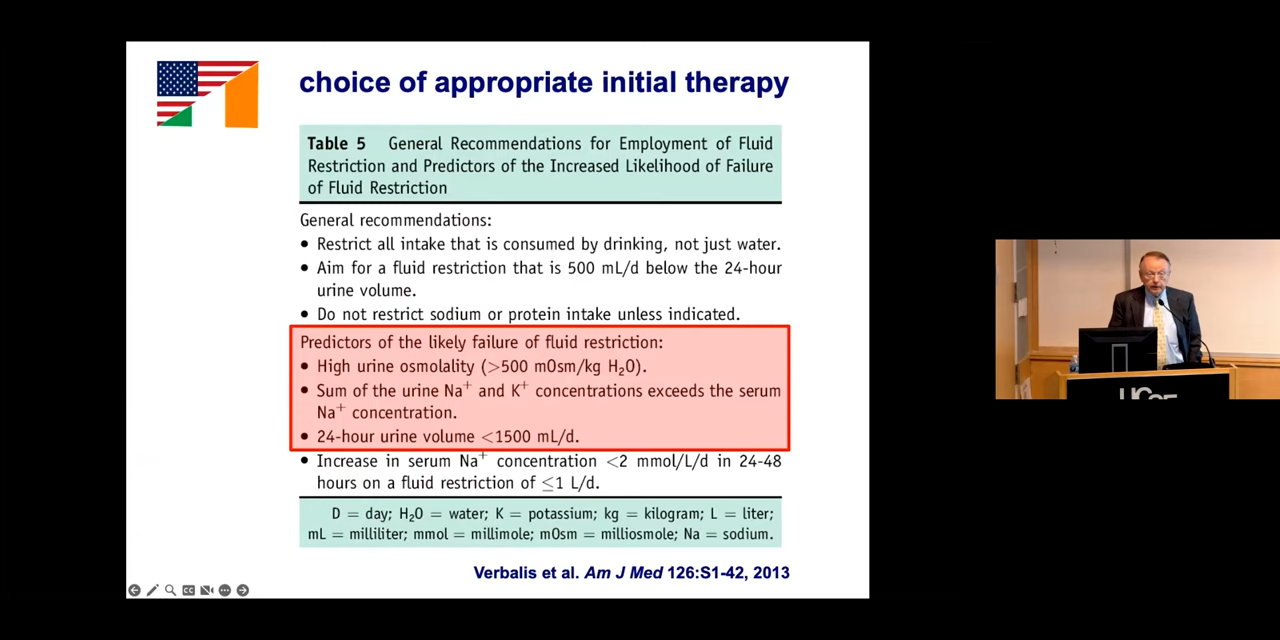 choice of appropriate initial therapy
Table 5 General Recommendations for Employment of Fluid
Restriction and Predictors of the Increased Likelihood of Failure
of Fluid Restriction
General recommendations:
• Restrict all intake that is consumed by drinking, not just water.
• Aim for a fluid restriction that is 500 mL/d below the 24-hour
urine volume.
• Do not restrict sodium or protein intake unless indicated.
Predictors of the likely failure of fluid restriction:
• High urine osmolality (>500 mOsm/kg H₂O).
• Sum of the urine Na⁺ and K⁺ concentrations exceeds the serum
Na⁺ concentration.
• 24-hour urine volume <1500 mL/d.
• Increase in serum Na⁺ concentration <2 mmol/L/d in 24-48
hours on a fluid restriction of ≤1 L/d.
D = day; H₂O = water; K = potassium; kg = kilogram; L = liter;
mL = milliliter; mmol = millimole; mOsm = milliosmole; Na = sodium.
Verbalis et al. Am J Med 126:S1-42, 2013